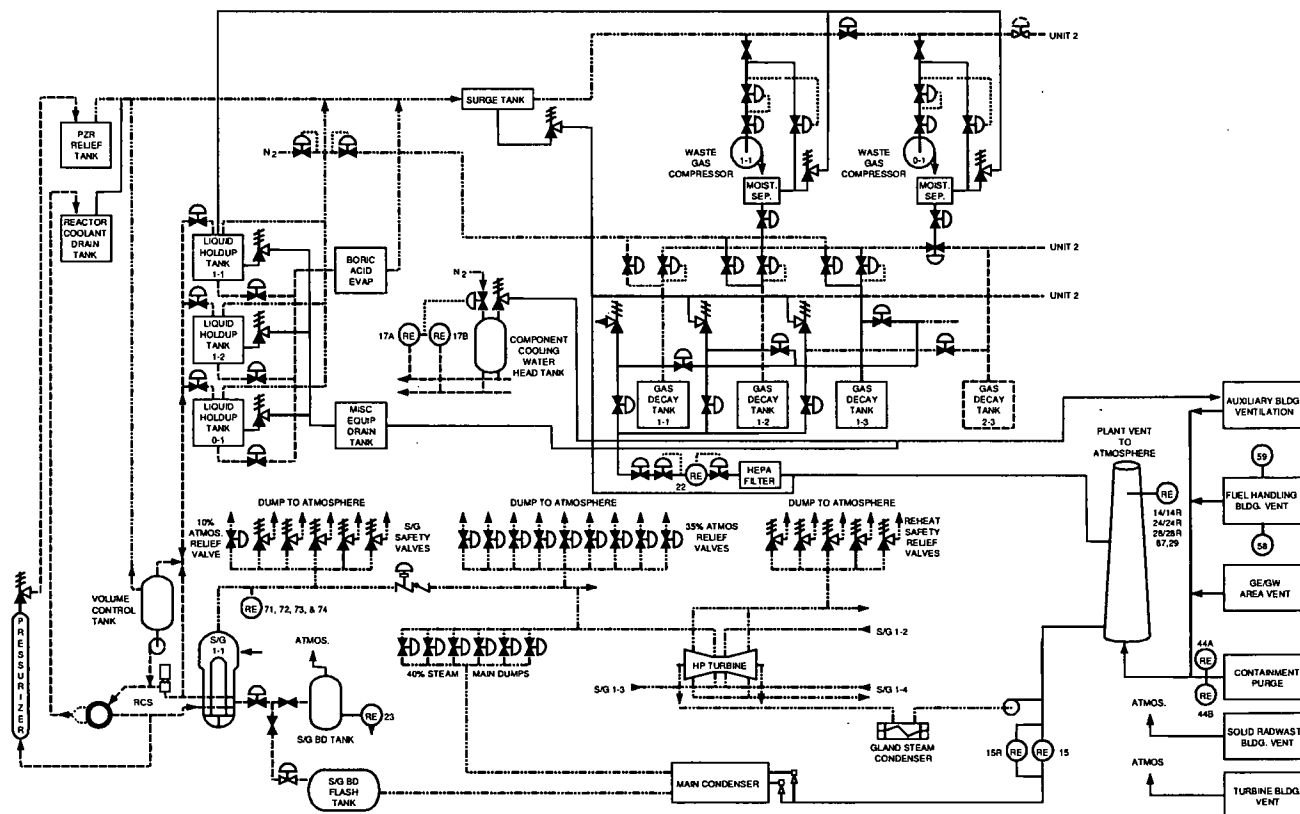 UNIT 2
UNIT 2
SURGE TANK
PZR
RELIEF
TANK
N2
WASTE
GAS
COMPRESSOR
1-1
WASTE
GAS
COMPRESSOR
0-1
MOIST.
SEP.
MOIST.
SEP.
REACTOR
COOLANT
DRAIN
TANK
LIQUID
HOLDUP
TANK
1-1
BORIC
ACID
EVAP
UNIT 2
N2
UNIT 2
LIQUID
HOLDUP
TANK
1-2
17A
RE
RE
17B
COMPONENT
COOLING
WATER
HEAD TANK
LIQUID
HOLDUP
TANK
0-1
MISC
EQUIP
DRAIN
TANK
GAS
DECAY
TANK
1-1
GAS
DECAY
TANK
1-2
GAS
DECAY
TANK
1-3
GAS
DECAY
TANK
2-3
AUXILIARY BLDG.
VENTILATION
PLANT VENT
TO
ATMOSPHERE
RE
22
HEPA
FILTER
59
FUEL HANDLING
BLDG. VENT
58
RE
14/14R
24/24R
28/28R
87,29
DUMP TO ATMOSPHERE
DUMP TO ATMOSPHERE
DUMP TO ATMOSPHERE
10%
ATMOS.
RELIEF
VALVE
S/G
SAFETY
VALVES
35% ATMOS
RELIEF
VALVES
REHEAT
SAFETY
RELIEF
VALVES
GE/GW
AREA VENT
VOLUME
CONTROL
TANK
RE
71, 72, 73, & 74
PRESSURIZER
S/G
1-1
ATMOS.
40% STEAM
MAIN DUMPS
S/G 1-2
HP TURBINE
S/G 1-3
S/G 1-4
44A
RE
RE
44B
CONTAINMENT
PURGE
RCS
RE
23
S/G BD TANK
GLAND STEAM
CONDENSER
ATMOS.
SOLID RADWAST
BLDG. VENT
15R
RE
RE
15
S/G BD
FLASH
TANK
MAIN CONDENSER
ATMOS
TURBINE BLDG.
VENT